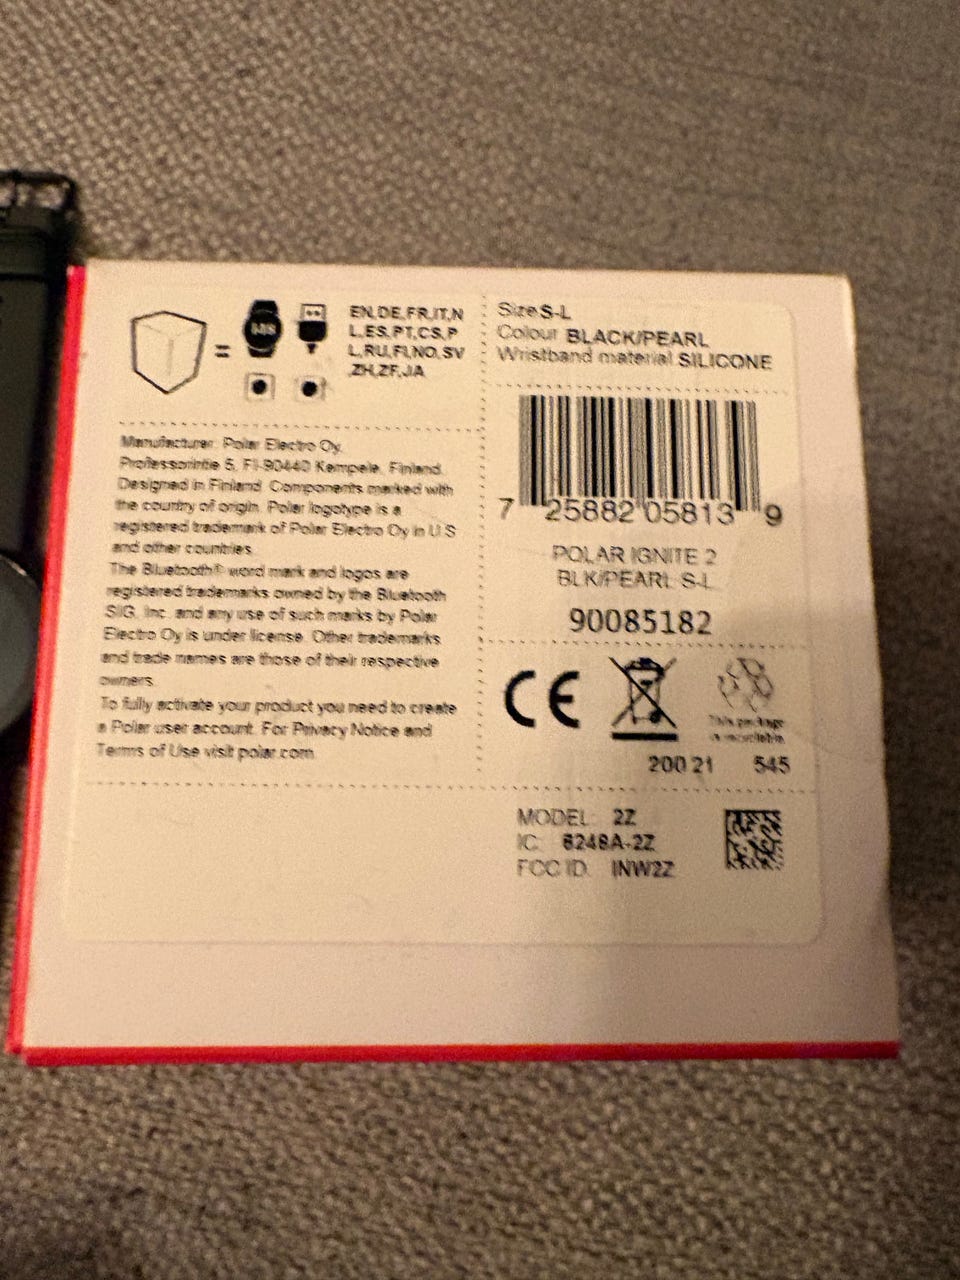 EN,DE,FR,IT,N
L,ES,PT,CS,P
L,RU,FI,NO,SV
,ZH,ZF,JA
Manufacturer: Polar Electro Oy.
Professorintie 5, FI-90440 Kempele, Finland.
Designed in Finland. Components marked with
the country of origin. Polar logotype is a
registered trademark of Polar Electro Oy in U.S
and other countries.
The Bluetooth® word mark and logos are
registered trademarks owned by the Bluetooth
SIG, Inc. and any use of such marks by Polar
Electro Oy is under license. Other trademarks
and trade names are those of their respective
owners.
To fully activate your product you need to create
a Polar user account. For Privacy Notice and
Terms of Use visit polar.com
Size S-L
Colour BLACK/PEARL
Wristband material SILICONE
7 25882 05813 9
POLAR IGNITE 2
BLK/PEARL S-L
90085182
CE
This package
is recyclable
200 21 545
MODEL: 2Z
IC: 6248A-2Z
FCC ID: INW2Z